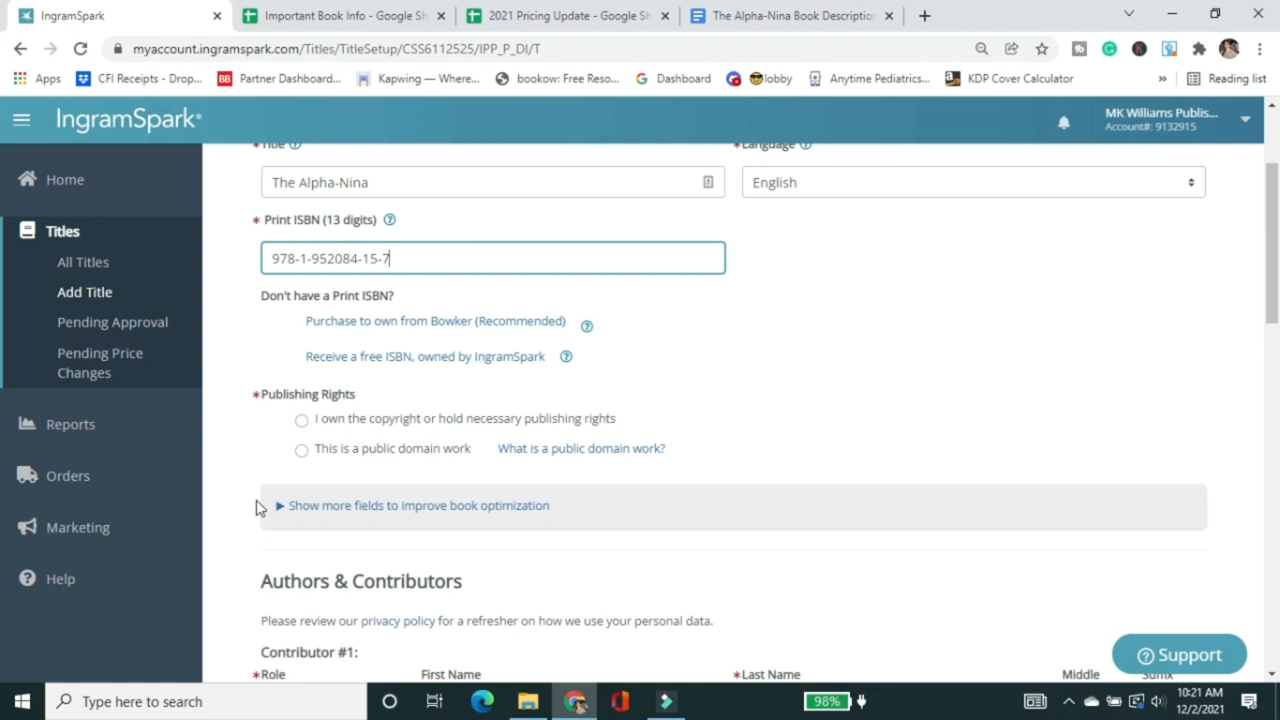 IngramSpark
Important Book Info - Google Sh
2021 Pricing Update - Google Sh
The Alpha-Nina Book Description
myaccount.ingramspark.com/Titles/TitleSetup/CSS6112525/IPP_P_DI/T
Apps
CFI Receipts - Drop...
BB Partner Dashboard...
Kapwing — Where...
bookow: Free Reso...
Dashboard
lobby
Anytime Pediatrics...
KDP Cover Calculator
»
Reading list
IngramSpark®
MK Williams Publis...
Account#: 9132915
*Title
*Language
Home
The Alpha-Nina
English
* Print ISBN (13 digits)
Titles
978-1-952084-15-7
All Titles
Add Title
Don't have a Print ISBN?
Pending Approval
Purchase to own from Bowker (Recommended)
Pending Price
Changes
Receive a free ISBN, owned by IngramSpark
*Publishing Rights
Reports
I own the copyright or hold necessary publishing rights
This is a public domain work
What is a public domain work?
Orders
Show more fields to improve book optimization
Marketing
Help
Authors & Contributors
Please review our privacy policy for a refresher on how we use your personal data.
Contributor #1:
Support
*Role
First Name
*Last Name
Middle
Suffix
Type here to search
98%
10:21 AM
12/2/2021